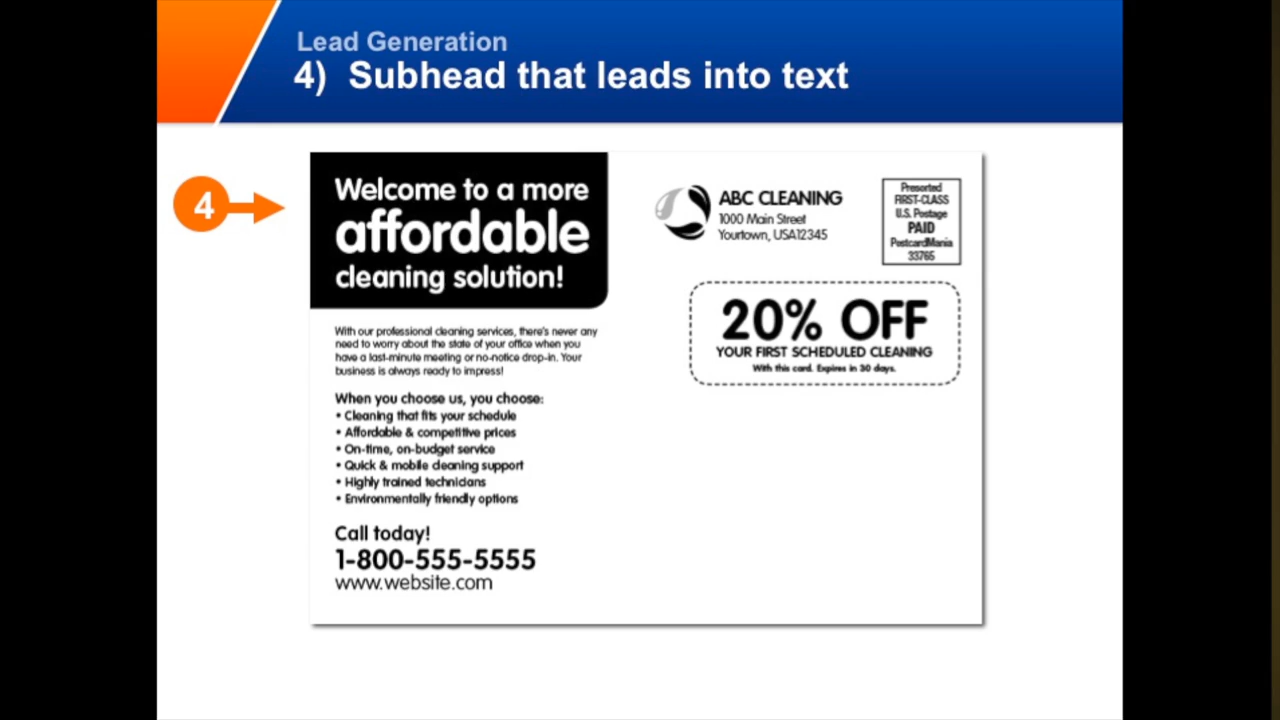 Lead Generation
4) Subhead that leads into text
4
Welcome to a more
affordable
cleaning solution!
With our professional cleaning services, there's never any
need to worry about the state of your office when you
have a last-minute meeting or no-notice drop-in. Your
business is always ready to impress!
When you choose us, you choose:
• Cleaning that fits your schedule
• Affordable & competitive prices
• On-time, on-budget service
• Quick & mobile cleaning support
• Highly trained technicians
• Environmentally friendly options
Call today!
1-800-555-5555
www.website.com
ABC CLEANING
1000 Main Street
Yourtown, USA12345
Presorted
FIRST-CLASS
U.S. Postage
PAID
PostcardMania
33765
20% OFF
YOUR FIRST SCHEDULED CLEANING
With this card. Expires in 30 days.